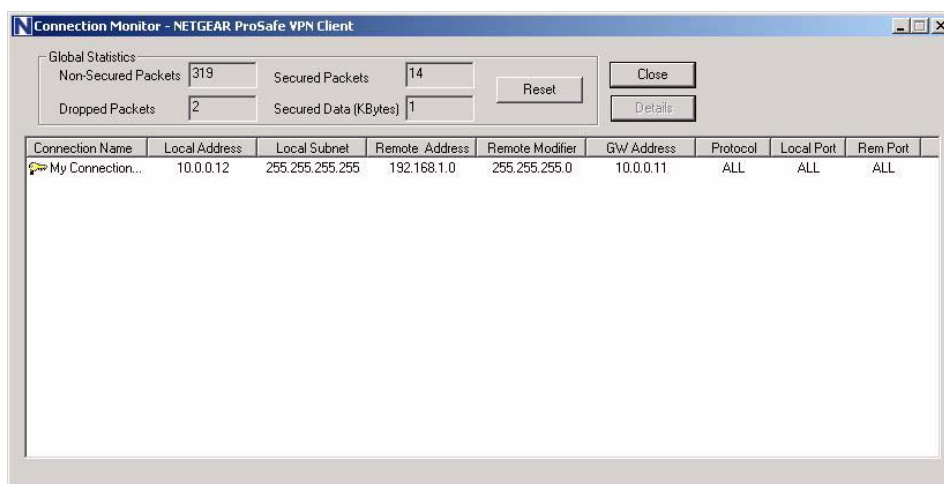 Connection Monitor - NETGEAR ProSafe VPN Client
Global Statistics
Non-Secured Packets 319 Secured Packets 14
Reset
Close
Dropped Packets 2 Secured Data (KBytes) 1
Details
Connection Name Local Address Local Subnet Remote Address Remote Modifier GW Address Protocol Local Port Rem Port
My Connection... 10.0.0.12 255.255.255.255 192.168.1.0 255.255.255.0 10.0.0.11 ALL ALL ALL